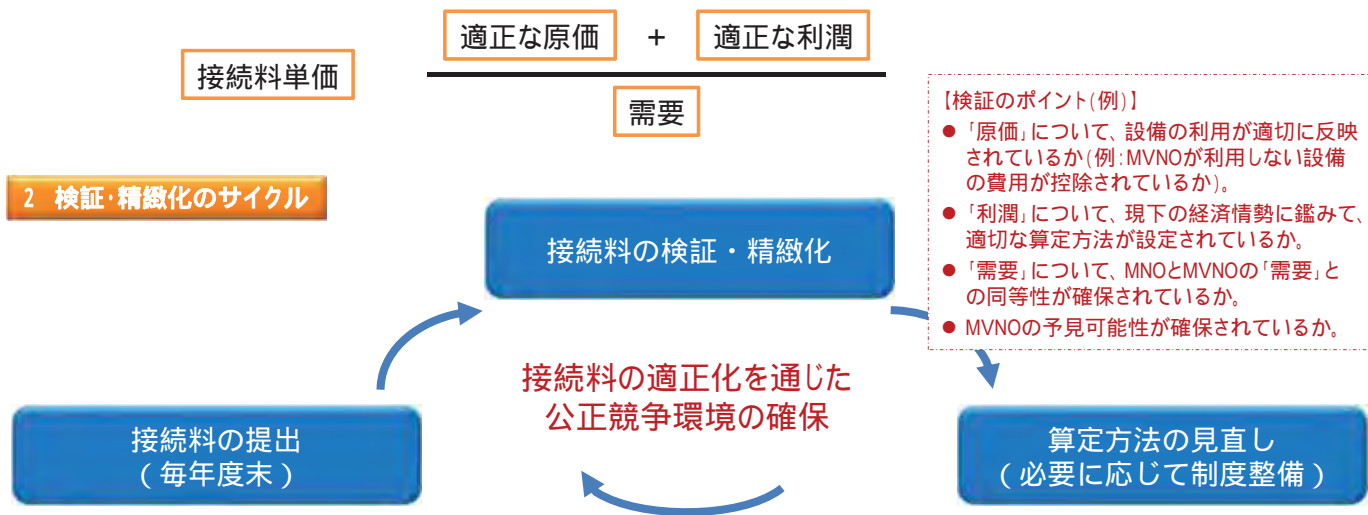 適正な原価 + 適正な利潤
接続料単価
需要
【検証のポイント(例)】
● 「原価」について、設備の利用が適切に反映
されているか(例:MVNOが利用しない設備
の費用が控除されているか)。
● 「利潤」について、現下の経済情勢に鑑みて、
適切な算定方法が設定されているか。
● 「需要」について、MNOとMVNOの「需要」と
の同等性が確保されているか。
● MVNOの予見可能性が確保されているか。
2 検証・精緻化のサイクル
接続料の検証・精緻化
接続料の適正化を通じた
公正競争環境の確保
接続料の提出
(毎年度末)
算定方法の見直し
(必要に応じて制度整備)